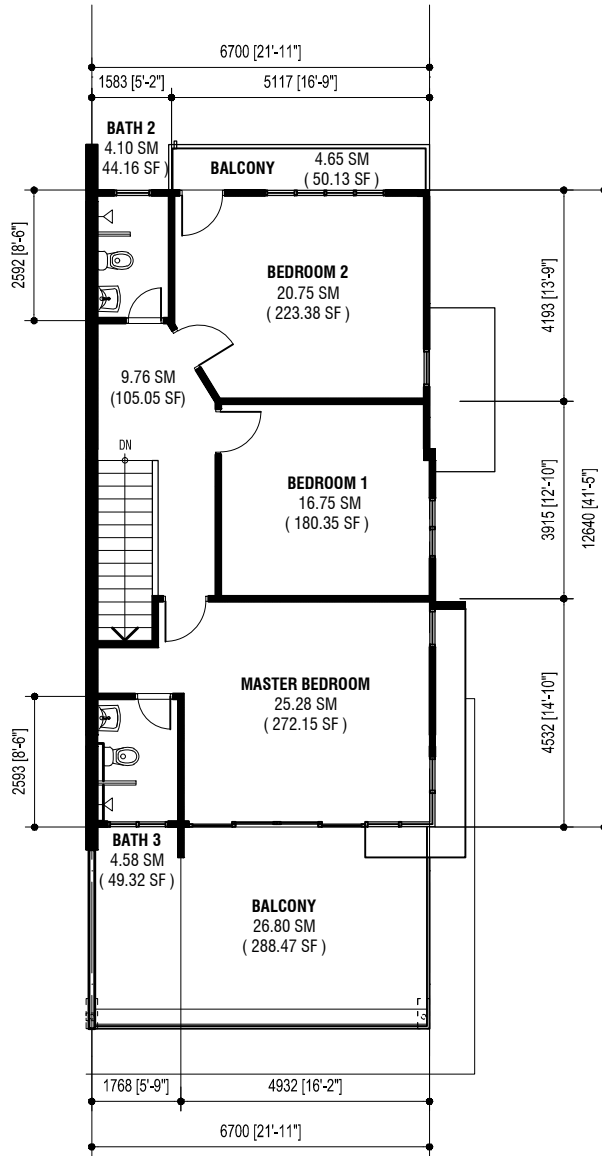 6700 [21'-11"]
1583 [5'-2"]
5117 [16'-9"]
BATH 2
4.10 SM
44.16 SF )
BALCONY
4.65 SM
( 50.13 SF )
2592 [8'-6"]
BEDROOM 2
20.75 SM
( 223.38 SF )
4193 [13'-9"]
9.76 SM
(105.05 SF)
DN
BEDROOM 1
16.75 SM
( 180.35 SF )
3915 [12'-10"]
12640 [41'-5"]
MASTER BEDROOM
25.28 SM
( 272.15 SF )
4532 [14'-10"]
2593 [8'-6"]
BATH 3
4.58 SM
( 49.32 SF )
BALCONY
26.80 SM
( 288.47 SF )
1768 [5'-9"]
4932 [16'-2"]
6700 [21'-11"]